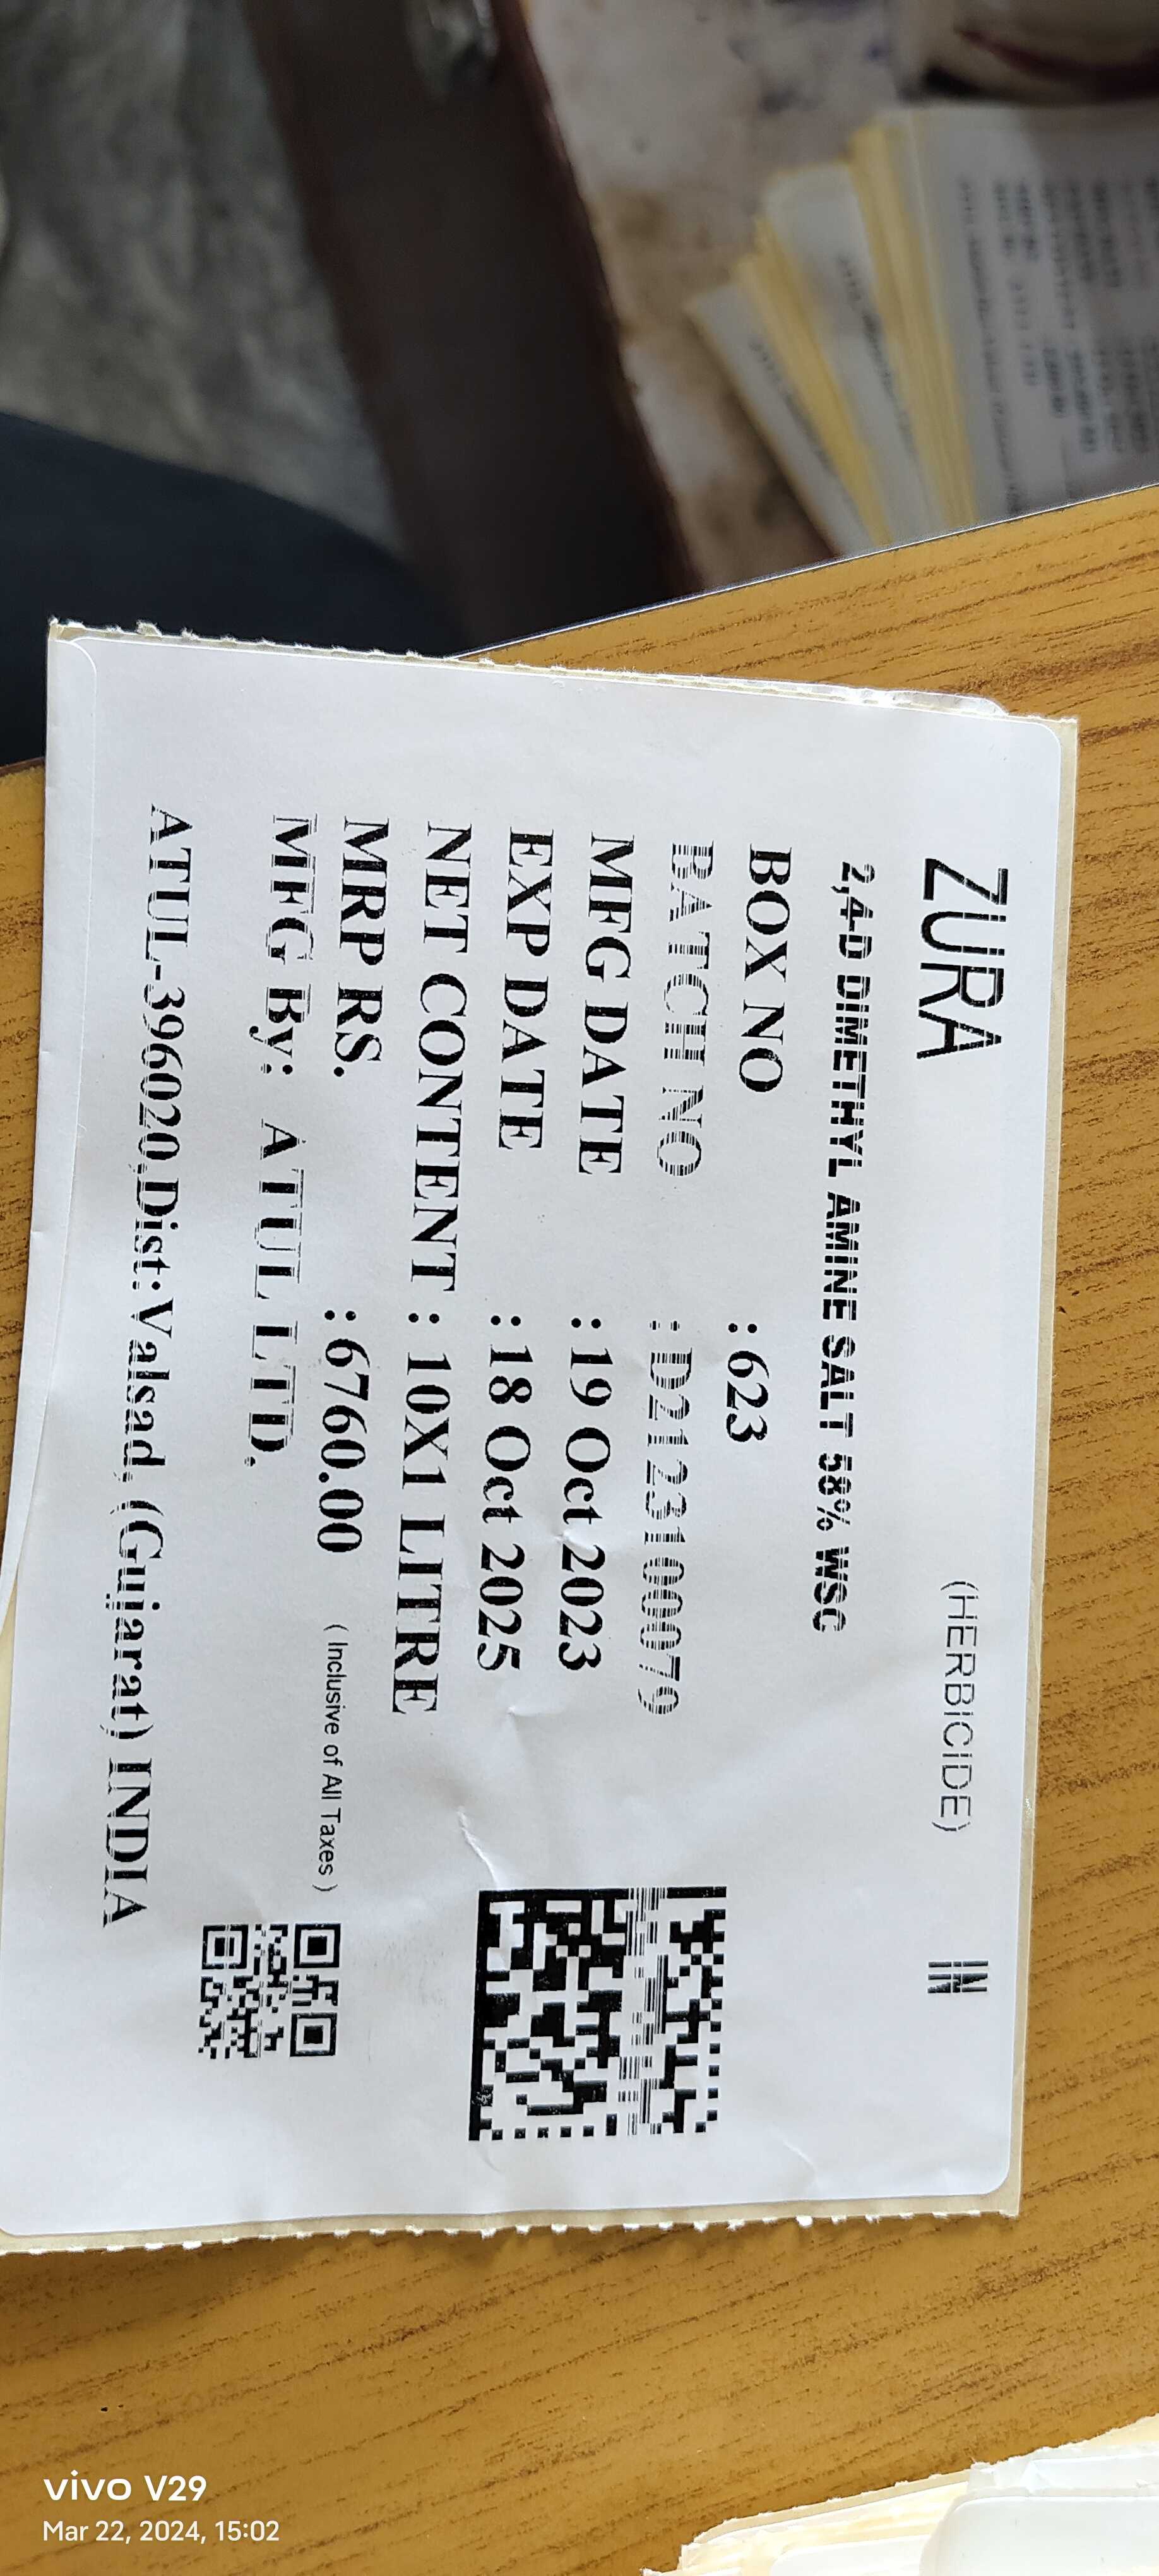 ZURA (HERBICIDE) IN
2,4-D DIMETHYL AMINE SALT 58% WSC
BOX NO :623
BATCH NO :D212310079
MFG DATE :19 Oct 2023
EXP DATE :18 Oct 2025
NET CONTENT : 10X1 LITRE
MRP RS. :6760.00 ( Inclusive of All Taxes )
MFG By: ATUL LTD.
ATUL-396020,Dist:Valsad, (Gujarat) INDIA
vivo V29
Mar 22, 2024, 15:02